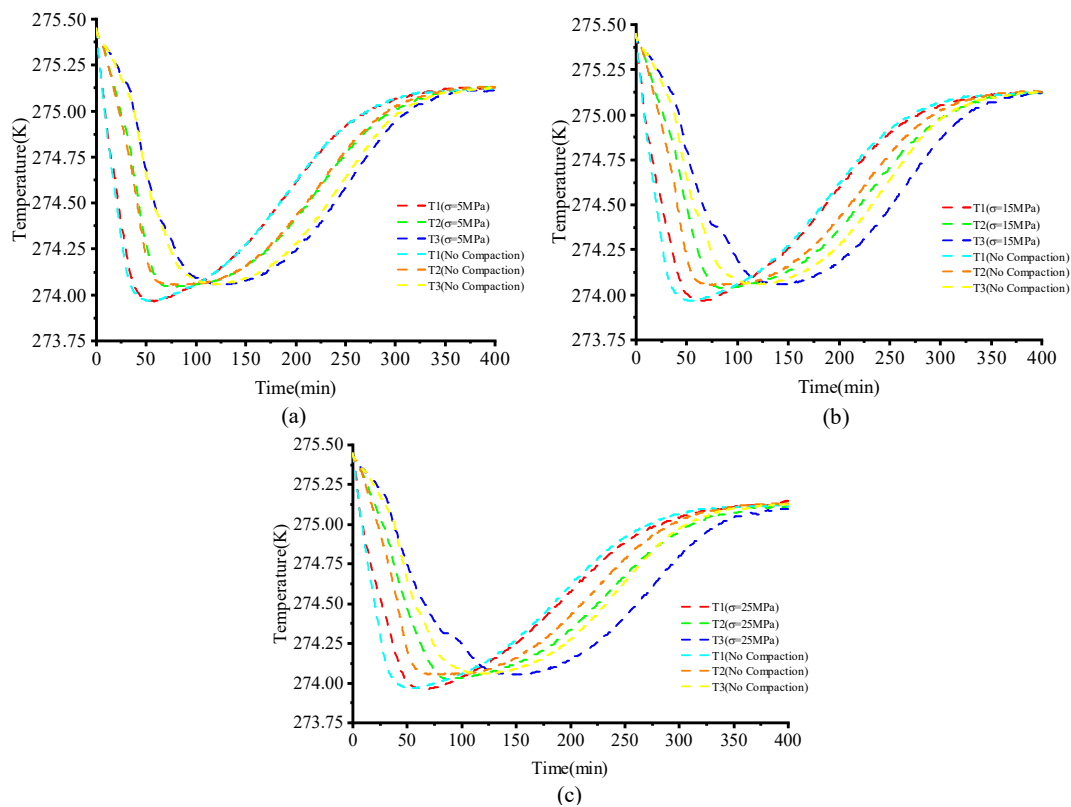 275.50
275.25
275.00
274.75
274.50
274.25
274.00
273.75
Temperature(K)
0 50 100 150 200 250 300 350 400
Time(min)
T1(σ=5MPa)
T2(σ=5MPa)
T3(σ=5MPa)
T1(No Compaction)
T2(No Compaction)
T3(No Compaction)
(a)
275.50
275.25
275.00
274.75
274.50
274.25
274.00
273.75
Temperature(K)
0 50 100 150 200 250 300 350 400
Time(min)
T1(σ=15MPa)
T2(σ=15MPa)
T3(σ=15MPa)
T1(No Compaction)
T2(No Compaction)
T3(No Compaction)
(b)
275.50
275.25
275.00
274.75
274.50
274.25
274.00
273.75
Temperature(K)
0 50 100 150 200 250 300 350 400
Time(min)
T1(σ=25MPa)
T2(σ=25MPa)
T3(σ=25MPa)
T1(No Compaction)
T2(No Compaction)
T3(No Compaction)
(c)